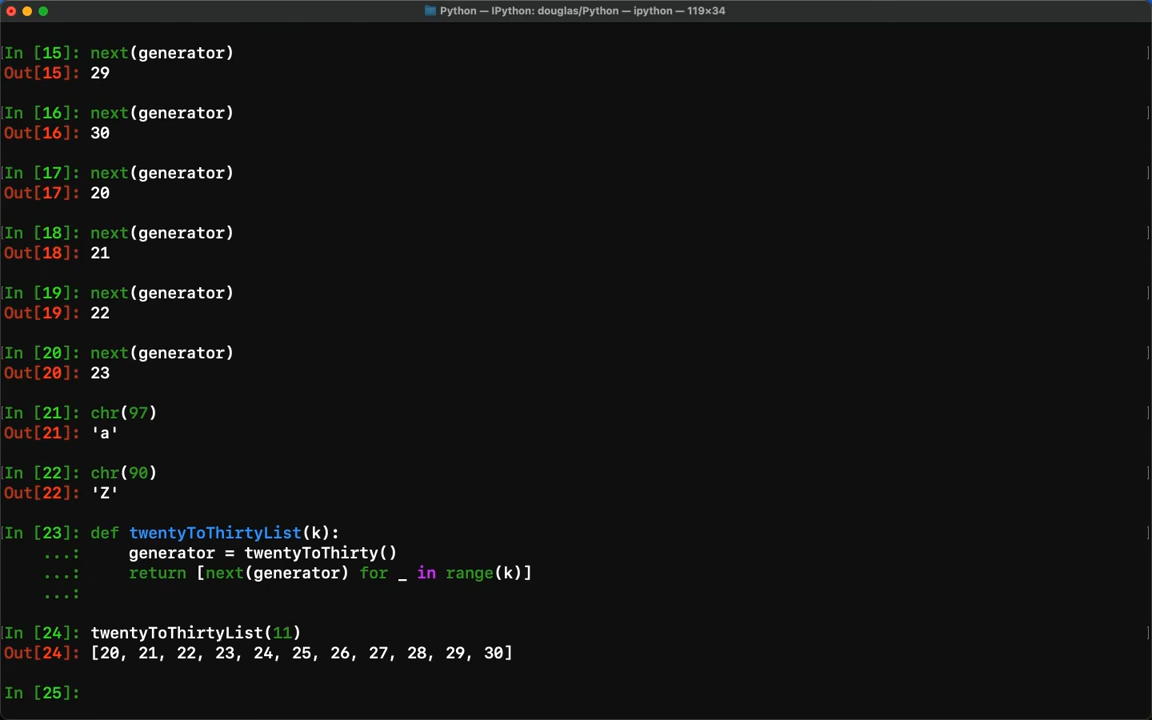 Python — IPython: douglas/Python — ipython — 119×34
In [15]: next(generator)
Out[15]: 29
In [16]: next(generator)
Out[16]: 30
In [17]: next(generator)
Out[17]: 20
In [18]: next(generator)
Out[18]: 21
In [19]: next(generator)
Out[19]: 22
In [20]: next(generator)
Out[20]: 23
In [21]: chr(97)
Out[21]: 'a'
In [22]: chr(90)
Out[22]: 'Z'
In [23]: def twentyToThirtyList(k):
...:     generator = twentyToThirty()
...:     return [next(generator) for _ in range(k)]
...:
In [24]: twentyToThirtyList(11)
Out[24]: [20, 21, 22, 23, 24, 25, 26, 27, 28, 29, 30]
In [25]: